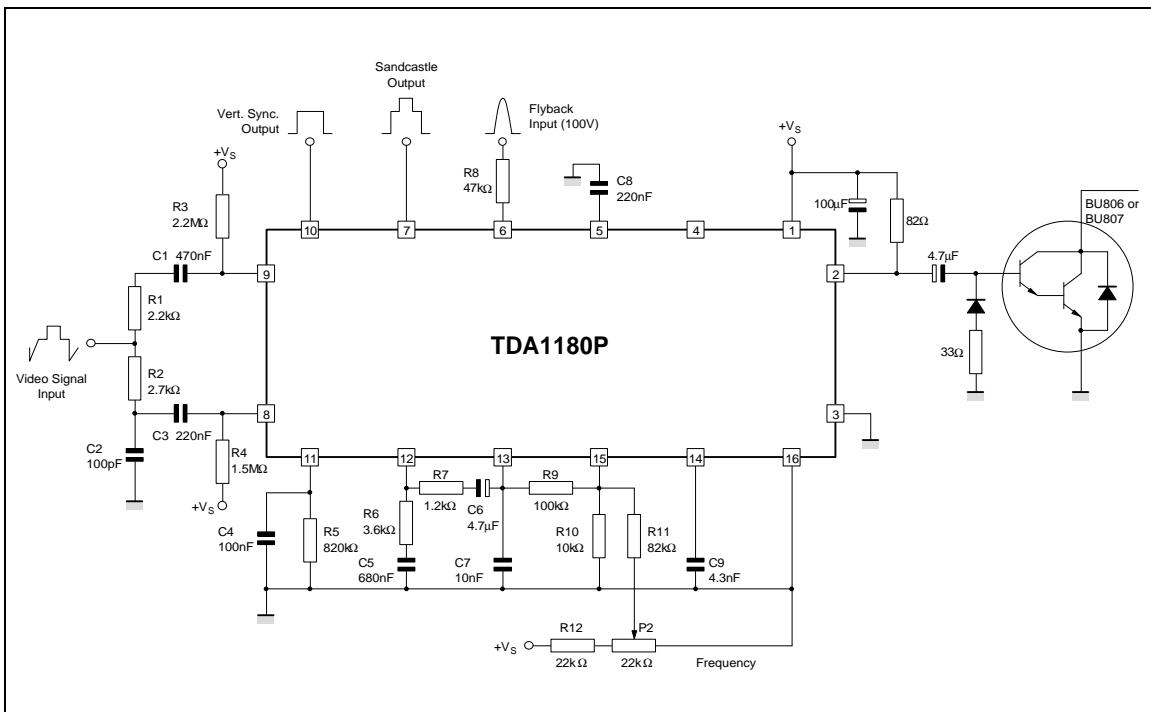 Sandcastle
Output
Vert. Sync.
Output
Flyback
Input (100V)
+VS
+VS
R3
2.2MΩ
R8
47kΩ
C8
220nF
100µF
82Ω
BU806 or
BU807
10
7
6
5
4
1
C1 470nF
9
2
4.7µF
R1
2.2kΩ
TDA1180P
33Ω
Video Signal
Input
R2
2.7kΩ
8
3
C3 220nF
C2
100pF
R4
1.5MΩ
+VS
11
12
13
15
14
16
R7
1.2kΩ
C6
4.7µF
R9
100kΩ
C4
100nF
R5
820kΩ
R6
3.6kΩ
C5
680nF
C7
10nF
R10
10kΩ
R11
82kΩ
C9
4.3nF
+VS
R12
22kΩ
P2
22kΩ
Frequency